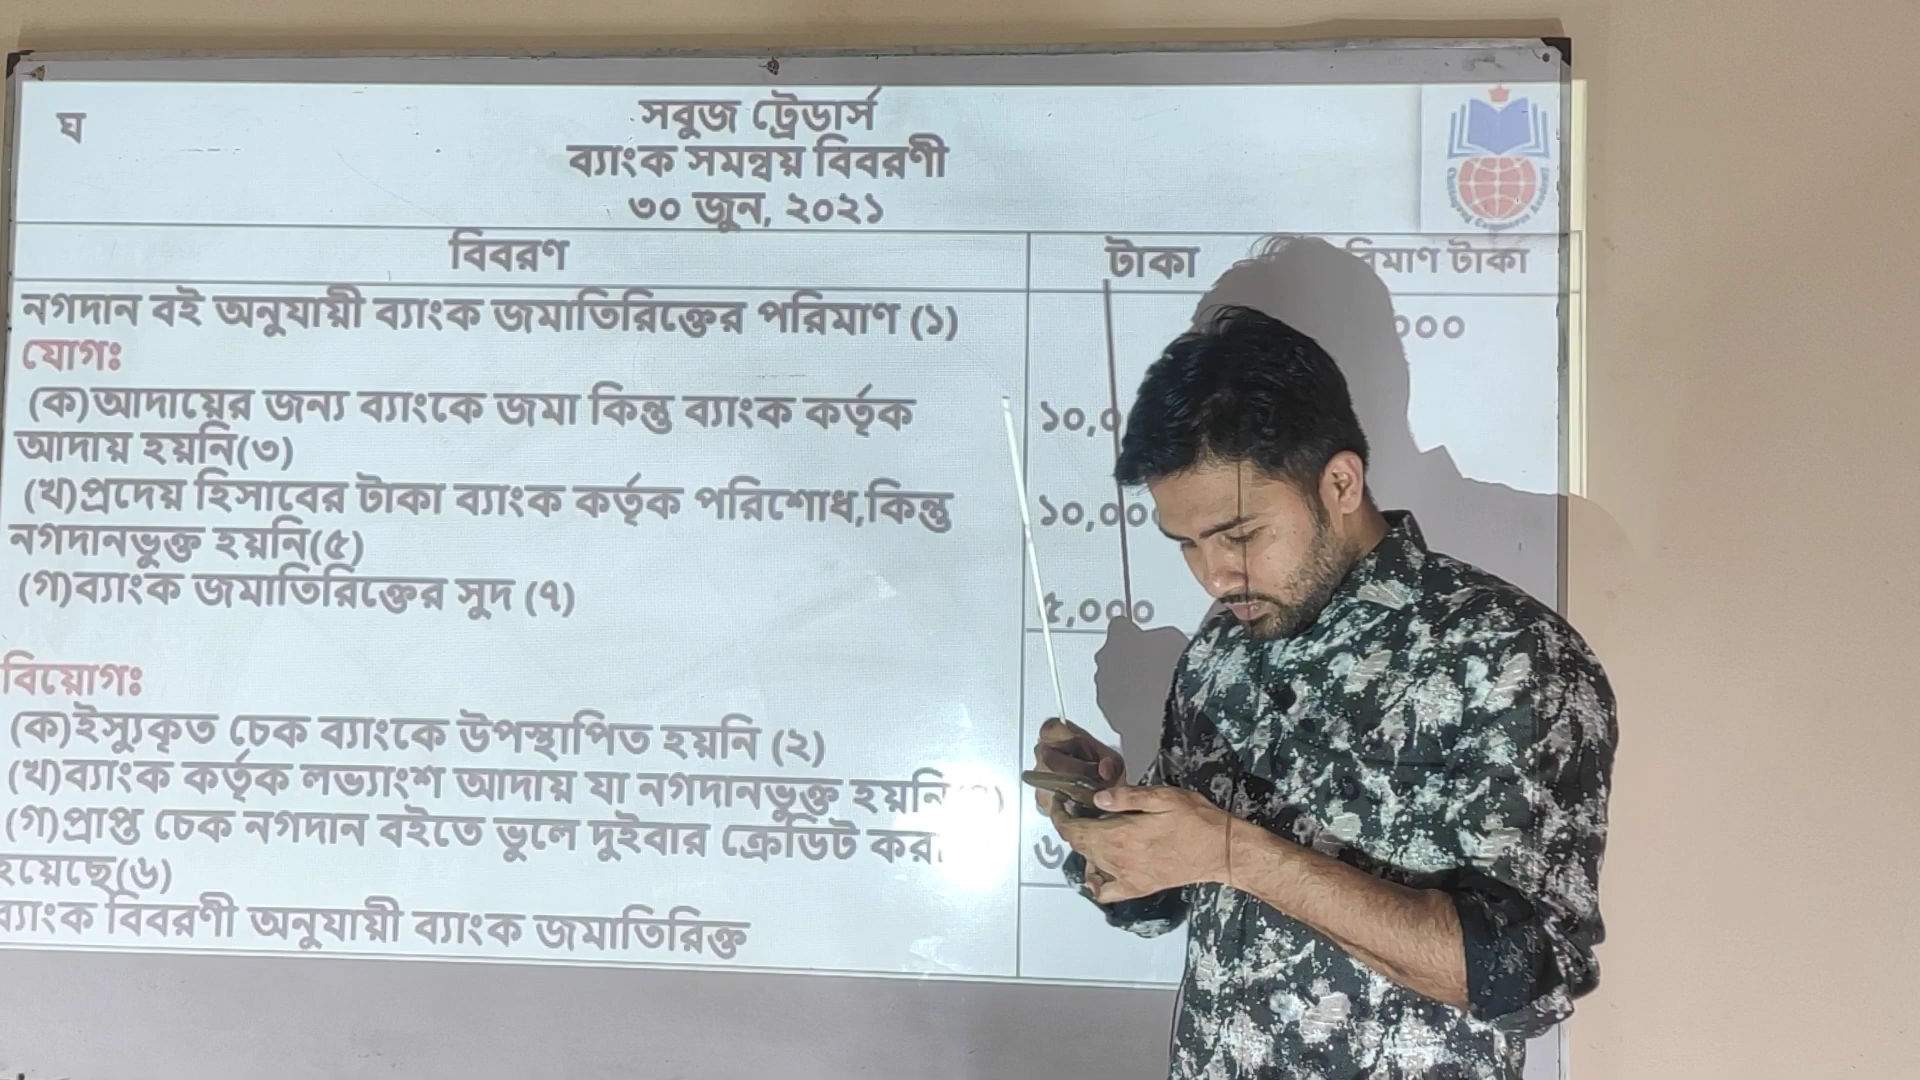 ঘ
সবুজ ট্রেডার্স
ব্যাংক সমন্বয় বিবরণী
৩০ জুন, ২০২১
বিবরণ টাকা টাকা
নগদান বই অনুযায়ী ব্যাংক জমাতিরিক্তের পরিমাণ (১)
যোগঃ
(ক)আদায়ের জন্য ব্যাংকে জমা কিন্তু ব্যাংক কর্তৃক
আদায় হয়নি(৩)
(খ)প্রদেয় হিসাবের টাকা ব্যাংক কর্তৃক পরিশোধ,কিন্তু
নগদানভুক্ত হয়নি(৫)
(গ)ব্যাংক জমাতিরিক্তের সুদ (৭) ৫,০০০
বিয়োগঃ
(ক)ইস্যুকৃত চেক ব্যাংকে উপস্থাপিত হয়নি (২)
(খ)ব্যাংক কর্তৃক লভ্যাংশ আদায় যা নগদানভুক্ত হয়নি
(গ)প্রাপ্ত চেক নগদান বইতে ভুলে দুইবার ক্রেডিট করা
হয়েছে(৬)
ব্যাংক বিবরণী অনুযায়ী ব্যাংক জমাতিরিক্ত